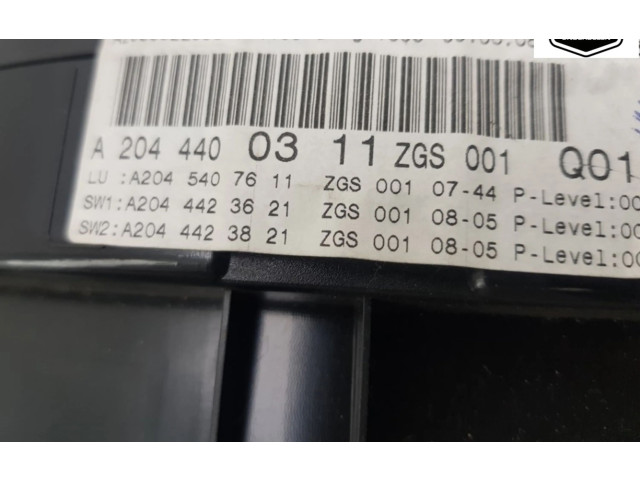 A 204 440 03 11 ZGS 001 Q01
LU :A204 540 76 11 ZGS 001 07-44 P-Level:00
SW1:A204 442 36 21 ZGS 001 08-05 P-Level:00
SW2:A204 442 38 21 ZGS 001 08-05 P-Level:00